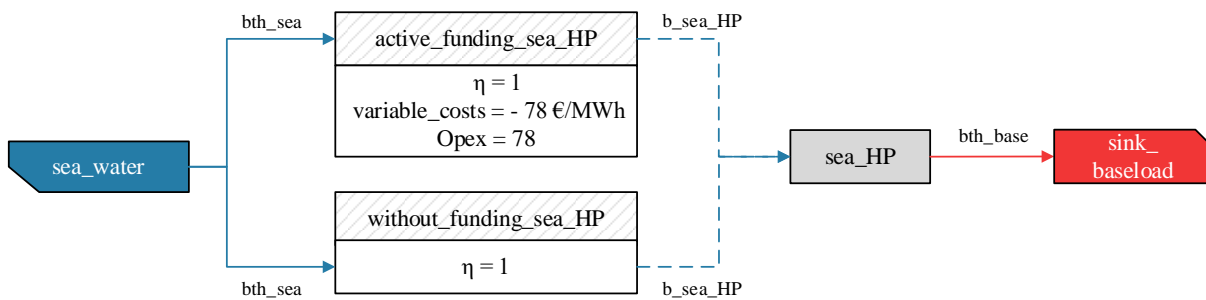 bth_sea
active_funding_sea_HP
b_sea_HP
η = 1
variable_costs = - 78 €/MWh
Opex = 78
sea_water
sea_HP
bth_base
sink_
baseload
without_funding_sea_HP
η = 1
bth_sea
b_sea_HP